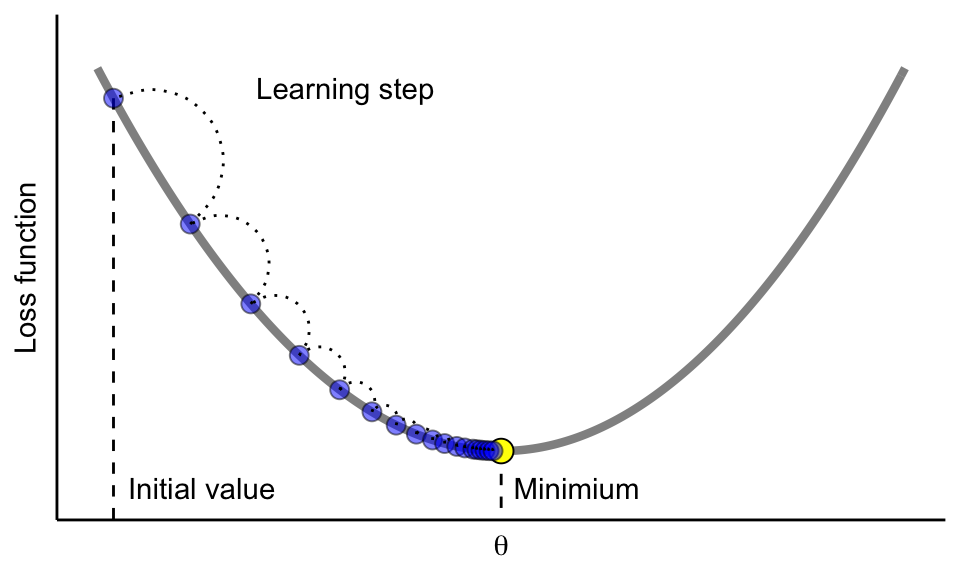 Learning step
Loss function
Initial value
Minimium
θ